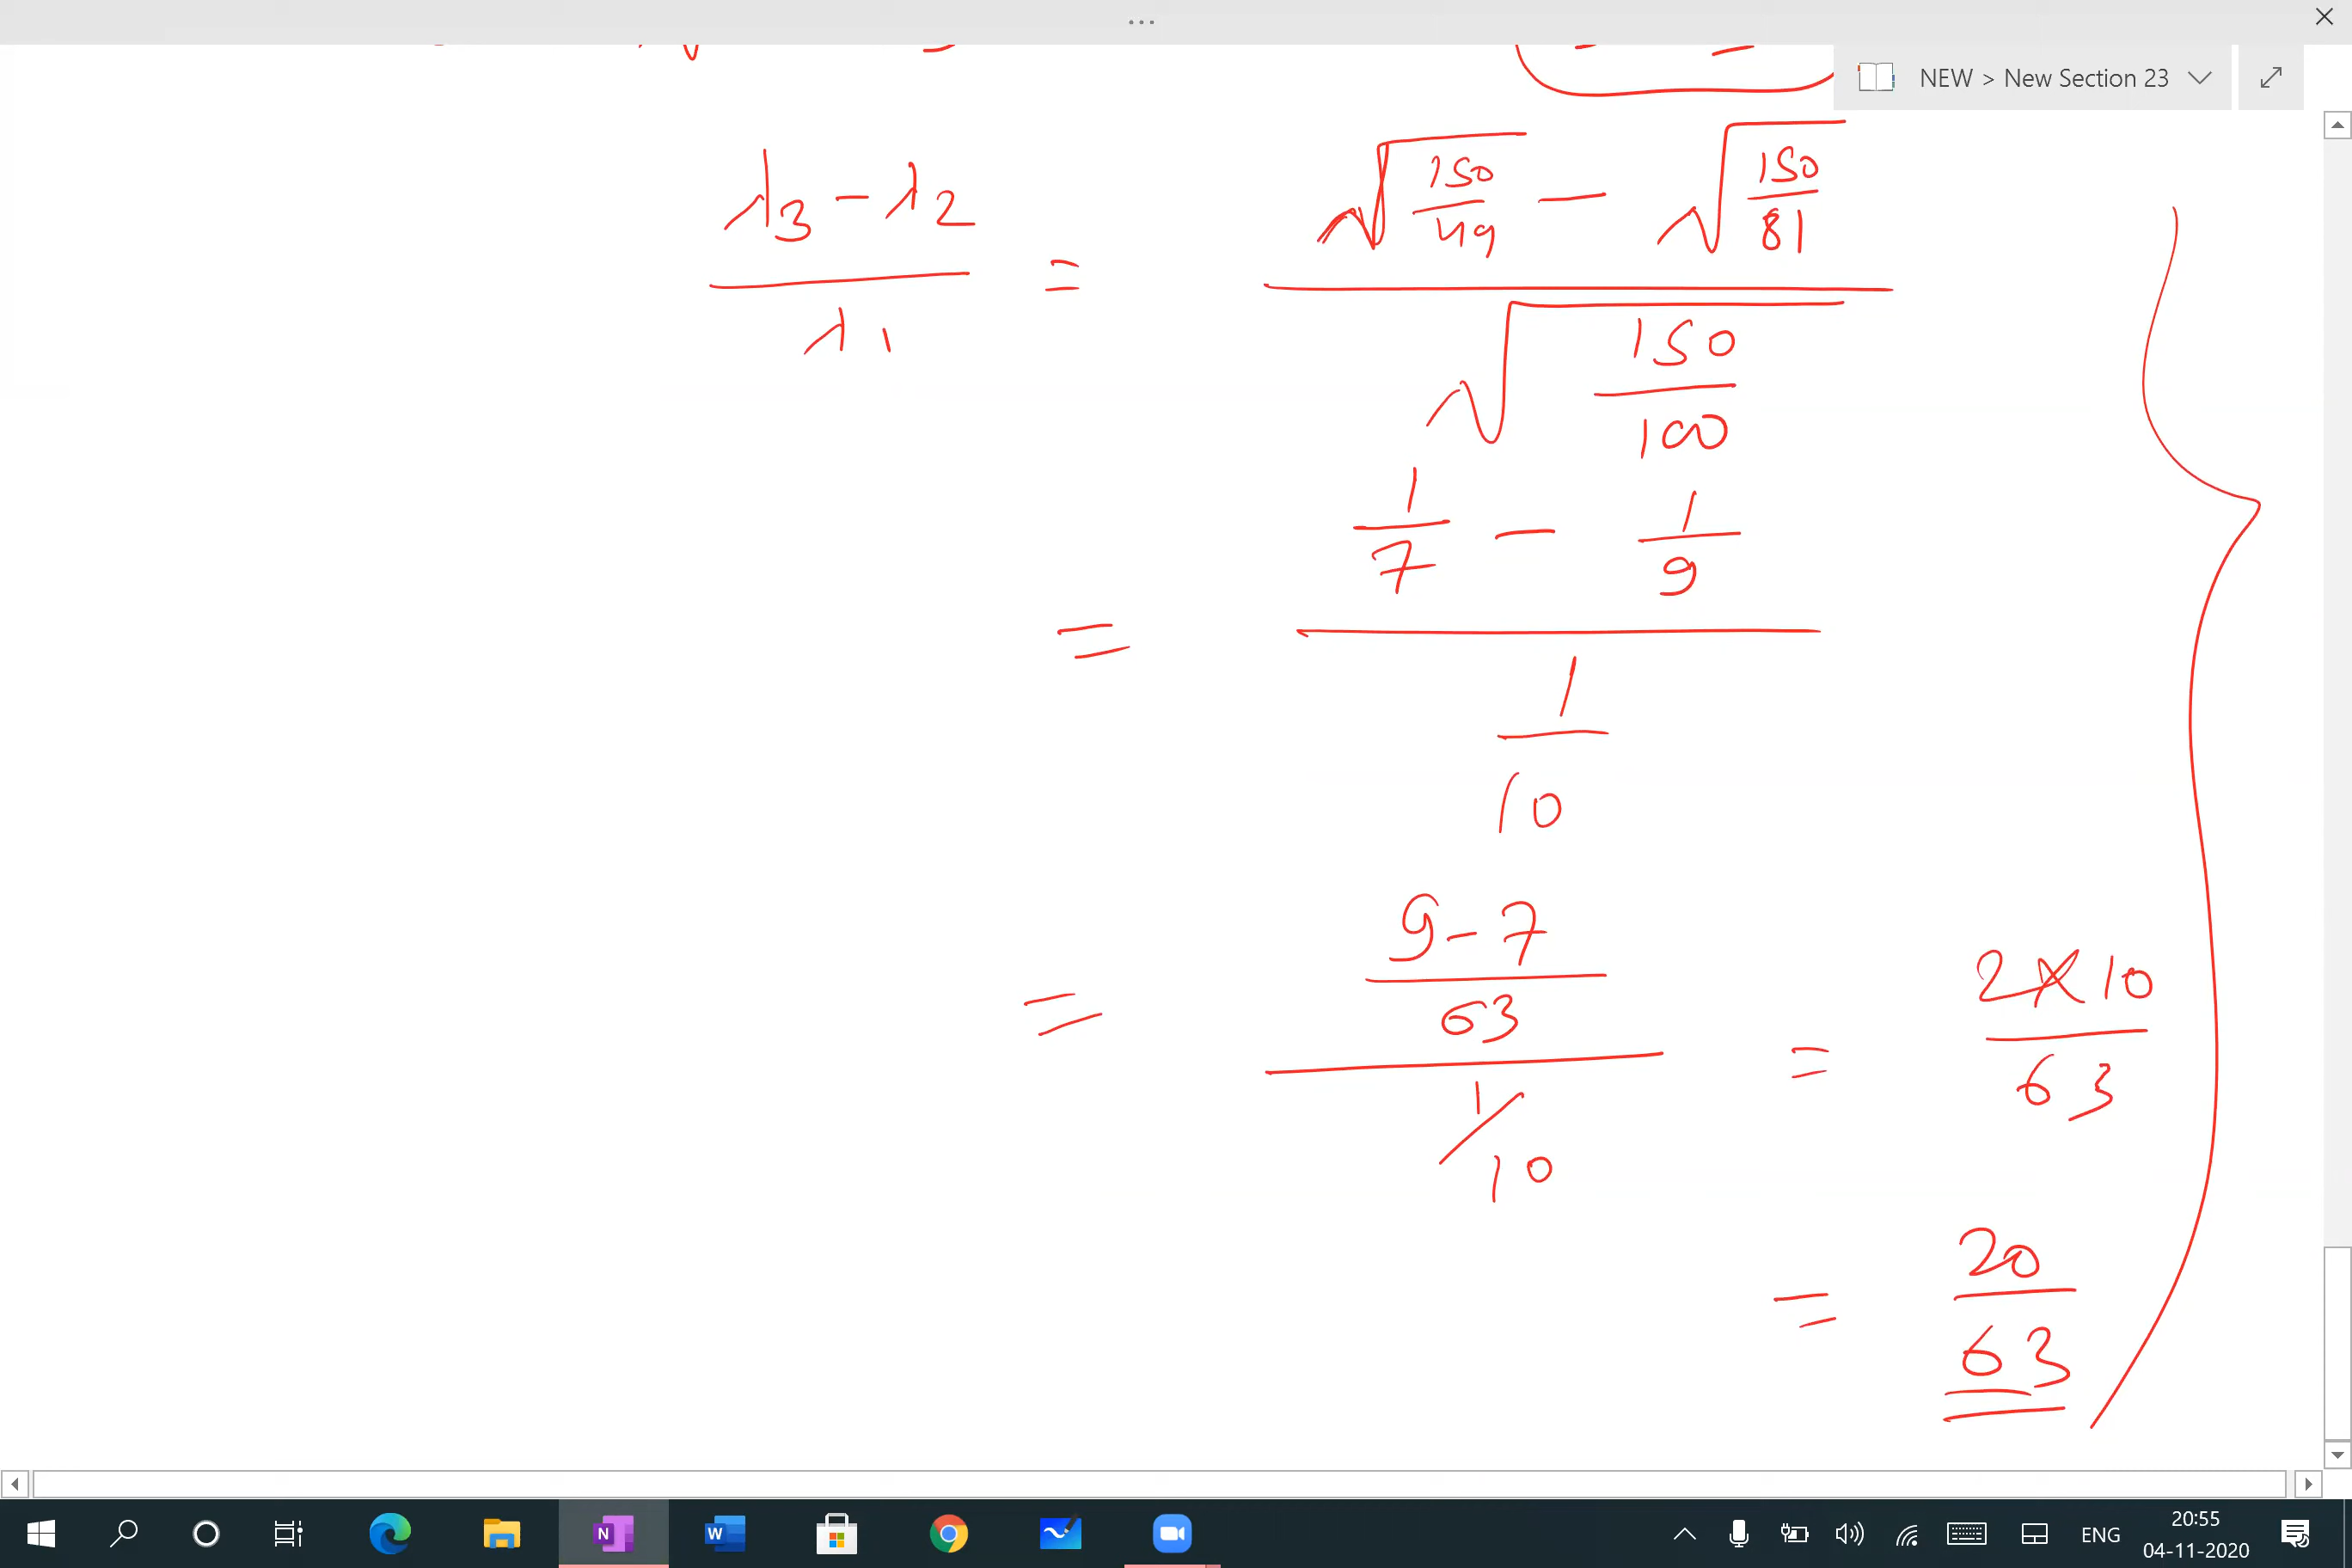 NEW > New Section 23
λ3 − λ2 / λ1 = √(150/49) − √(150/81) / √(150/100)
= 1/7 − 1/9 / 1/10
= 9−7/63 / 1/10 = 2×10/63
= 20/63
ENG
20:55
04-11-2020